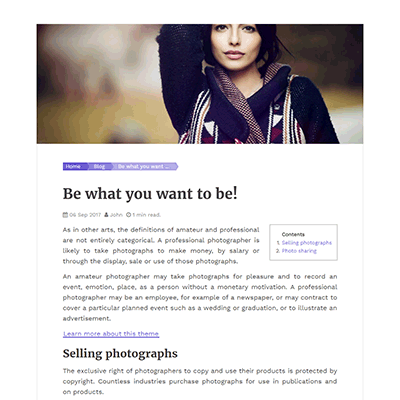 Home Blog Be what you want ...
Be what you want to be!
06 Sep 2017 John 1 min read.
As in other arts, the definitions of amateur and professional
are not entirely categorical. A professional photographer is
likely to take photographs to make money, by salary or
through the display, sale or use of those photographs.
Contents
1. Selling photographs
2. Photo sharing
An amateur photographer may take photographs for pleasure and to record an
event, emotion, place, as a person without a monetary motivation. A professional
photographer may be an employee, for example of a newspaper, or may contract to
cover a particular planned event such as a wedding or graduation, or to illustrate an
advertisement.
Learn more about this theme
Selling photographs
The exclusive right of photographers to copy and use their products is protected by
copyright. Countless industries purchase photographs for use in publications and
on products.